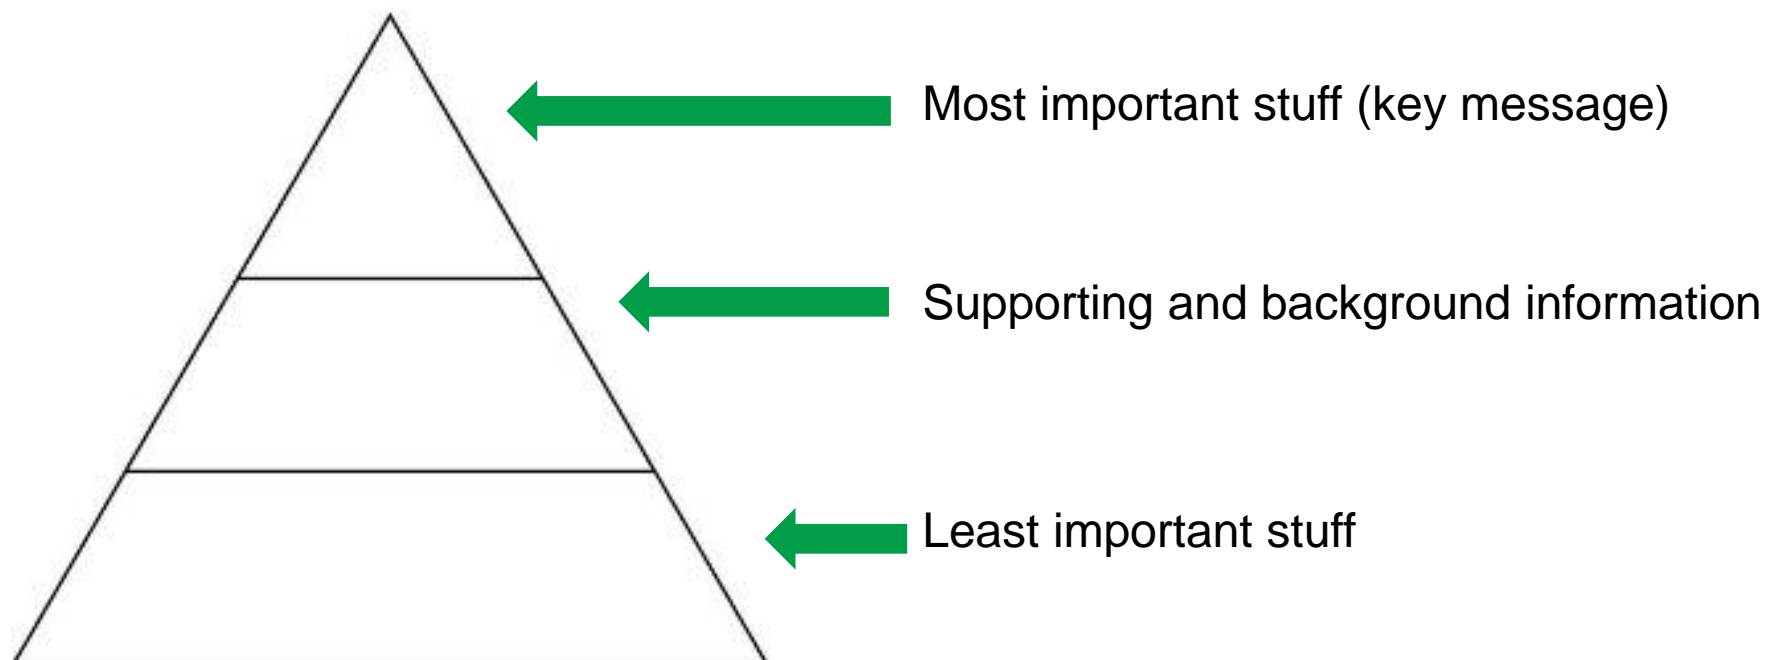 Most important stuff (key message)
Supporting and background information
Least important stuff